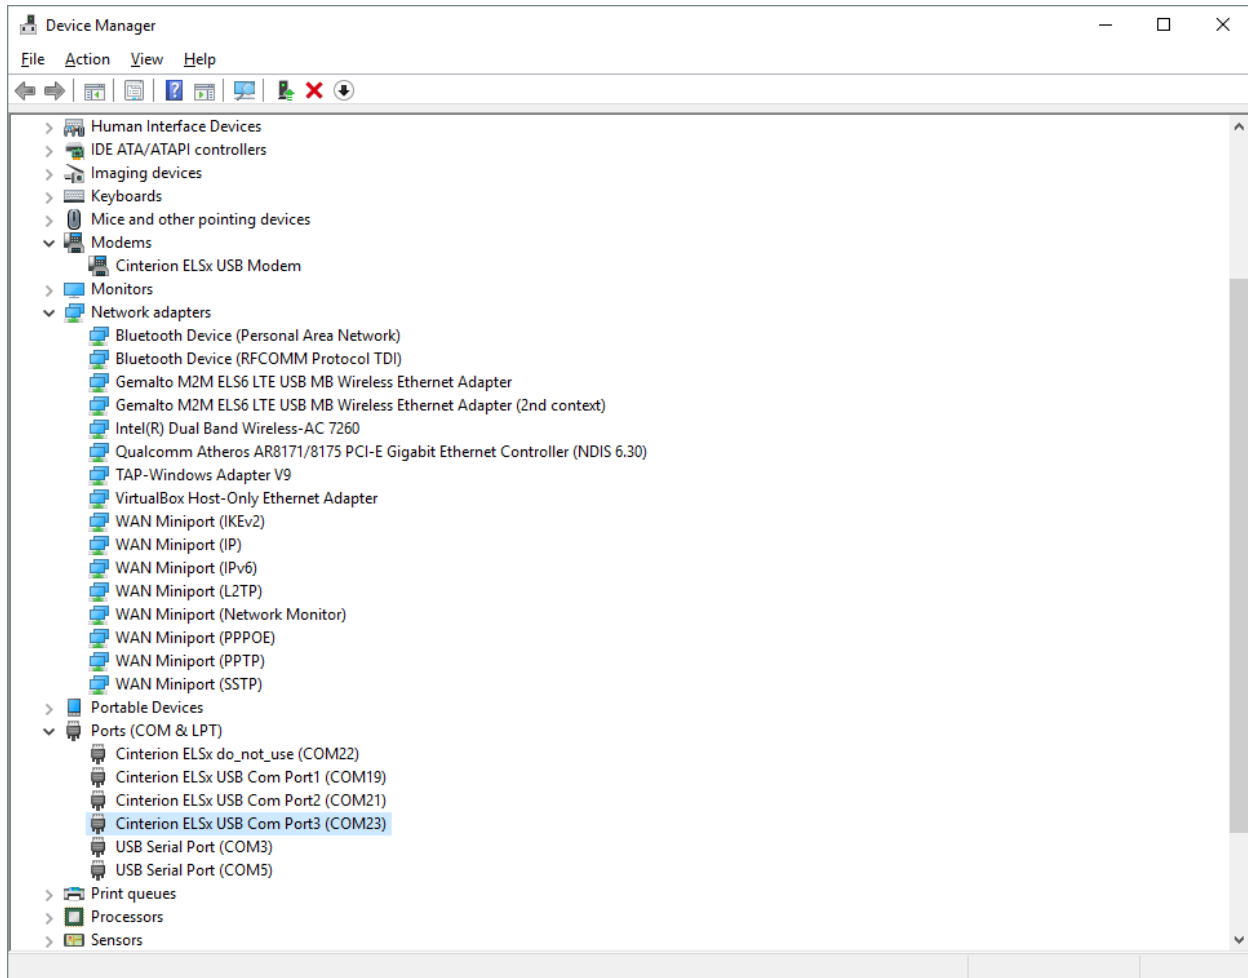 Device Manager
File Action View Help
Human Interface Devices
IDE ATA/ATAPI controllers
Imaging devices
Keyboards
Mice and other pointing devices
Modems
Cinterion ELSx USB Modem
Monitors
Network adapters
Bluetooth Device (Personal Area Network)
Bluetooth Device (RFCOMM Protocol TDI)
Gemalto M2M ELS6 LTE USB MB Wireless Ethernet Adapter
Gemalto M2M ELS6 LTE USB MB Wireless Ethernet Adapter (2nd context)
Intel(R) Dual Band Wireless-AC 7260
Qualcomm Atheros AR8171/8175 PCI-E Gigabit Ethernet Controller (NDIS 6.30)
TAP-Windows Adapter V9
VirtualBox Host-Only Ethernet Adapter
WAN Miniport (IKEv2)
WAN Miniport (IP)
WAN Miniport (IPv6)
WAN Miniport (L2TP)
WAN Miniport (Network Monitor)
WAN Miniport (PPPOE)
WAN Miniport (PPTP)
WAN Miniport (SSTP)
Portable Devices
Ports (COM & LPT)
Cinterion ELSx do_not_use (COM22)
Cinterion ELSx USB Com Port1 (COM19)
Cinterion ELSx USB Com Port2 (COM21)
Cinterion ELSx USB Com Port3 (COM23)
USB Serial Port (COM3)
USB Serial Port (COM5)
Print queues
Processors
Sensors